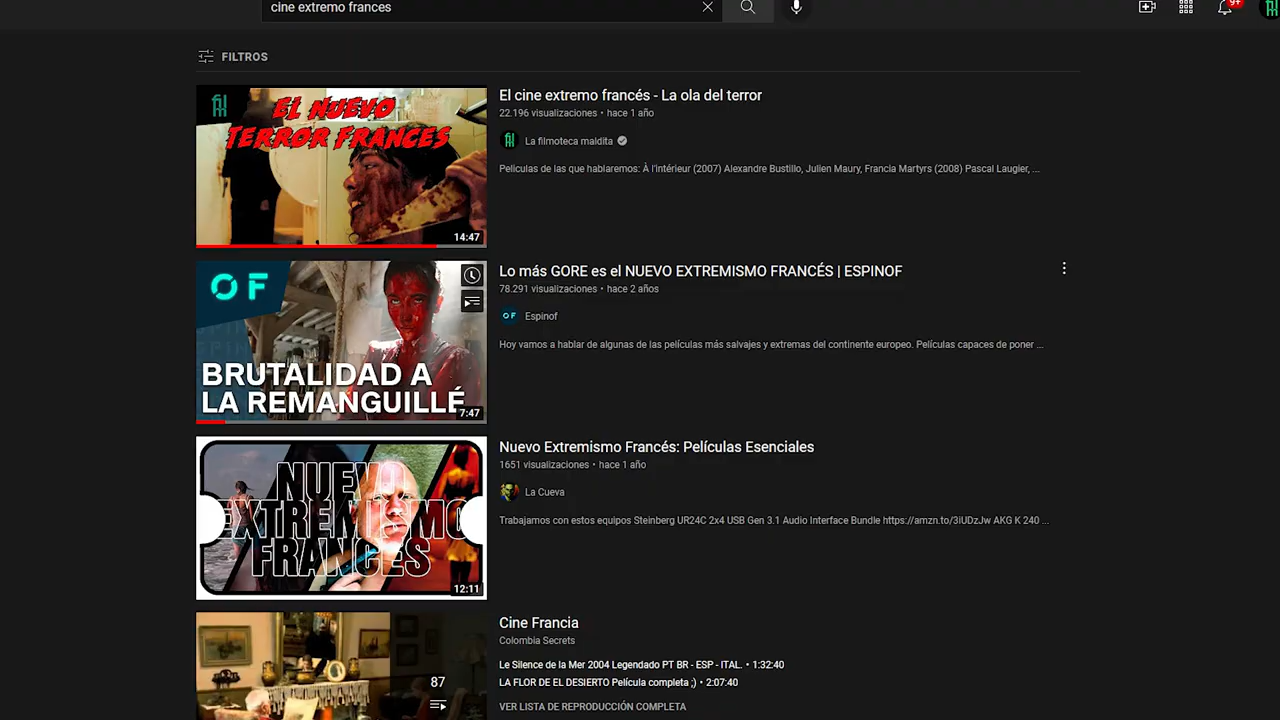 cine extremo frances
9+
FILTROS
EL NUEVO
TERROR FRANCES
14:47
El cine extremo francés - La ola del terror
22.196 visualizaciones • hace 1 año
La filmoteca maldita
Peliculas de las que hablaremos: À l'intérieur (2007) Alexandre Bustillo, Julien Maury, Francia Martyrs (2008) Pascal Laugier, ...
OF
BRUTALIDAD A
LA REMANGUILLÉ
7:47
Lo más GORE es el NUEVO EXTREMISMO FRANCÉS | ESPINOF
78.291 visualizaciones • hace 2 años
OF Espinof
Hoy vamos a hablar de algunas de las películas más salvajes y extremas del continente europeo. Películas capaces de poner ...
NUEVO
EXTREMISMO
FRANCES
12:11
Nuevo Extremismo Francés: Películas Esenciales
1651 visualizaciones • hace 1 año
La Cueva
Trabajamos con estos equipos Steinberg UR24C 2x4 USB Gen 3.1 Audio Interface Bundle https://amzn.to/3iUDzJw AKG K 240 ...
87
Cine Francia
Colombia Secrets
Le Silence de la Mer 2004 Legendado PT BR - ESP - ITAL. • 1:32:40
LA FLOR DE EL DESIERTO Película completa ;) • 2:07:40
VER LISTA DE REPRODUCCIÓN COMPLETA